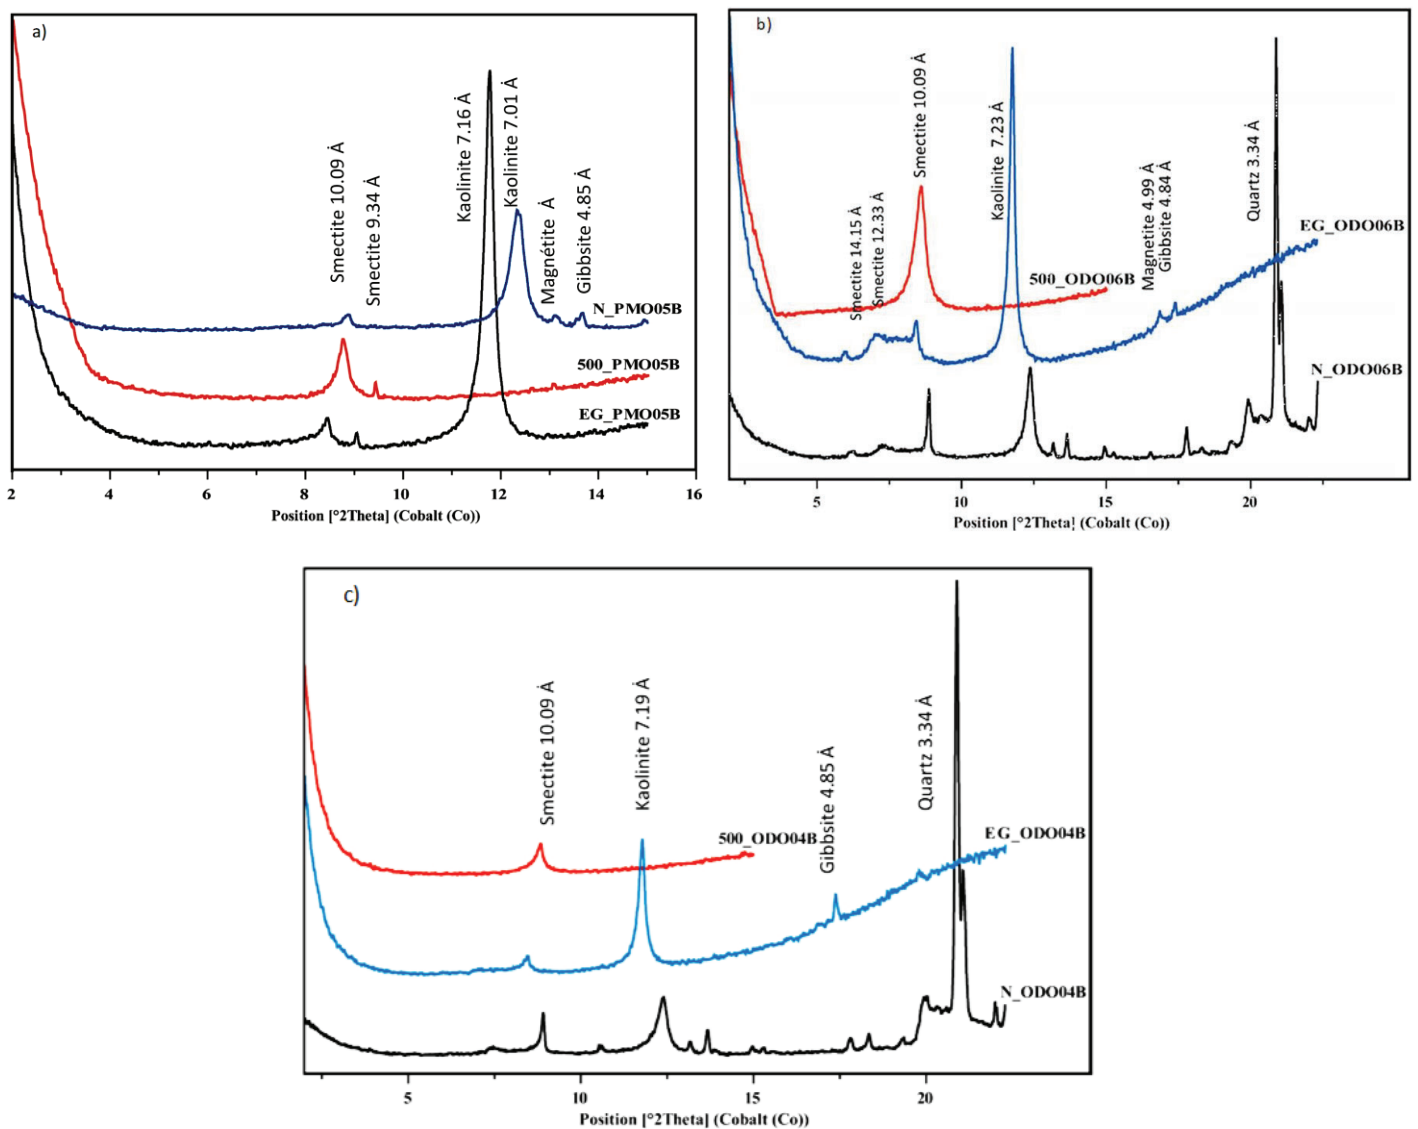 a)
Smectite 10.09 Å
Smectite 9.34 Å
Kaolinite 7.16 Å
Kaolinite 7.01 Å
Magnétite Å
Gibbsite 4.85 Å
N_PMO05B
500_PMO05B
EG_PMO05B
2 4 6 8 10 12 14 16
Position [°2Theta] (Cobalt (Co))
b)
Smectite 14.15 Å
Smectite 12.33 Å
Smectite 10.09 Å
Kaolinite 7.23 Å
Magnetite 4.99 Å
Gibbsite 4.84 Å
Quartz 3.34 Å
EG_ODO06B
500_ODO06B
N_ODO06B
5 10 15 20
Position [°2Theta] (Cobalt (Co))
c)
Smectite 10.09 Å
Kaolinite 7.19 Å
Gibbsite 4.85 Å
Quartz 3.34 Å
500_ODO04B
EG_ODO04B
N_ODO04B
5 10 15 20
Position [°2Theta] (Cobalt (Co))